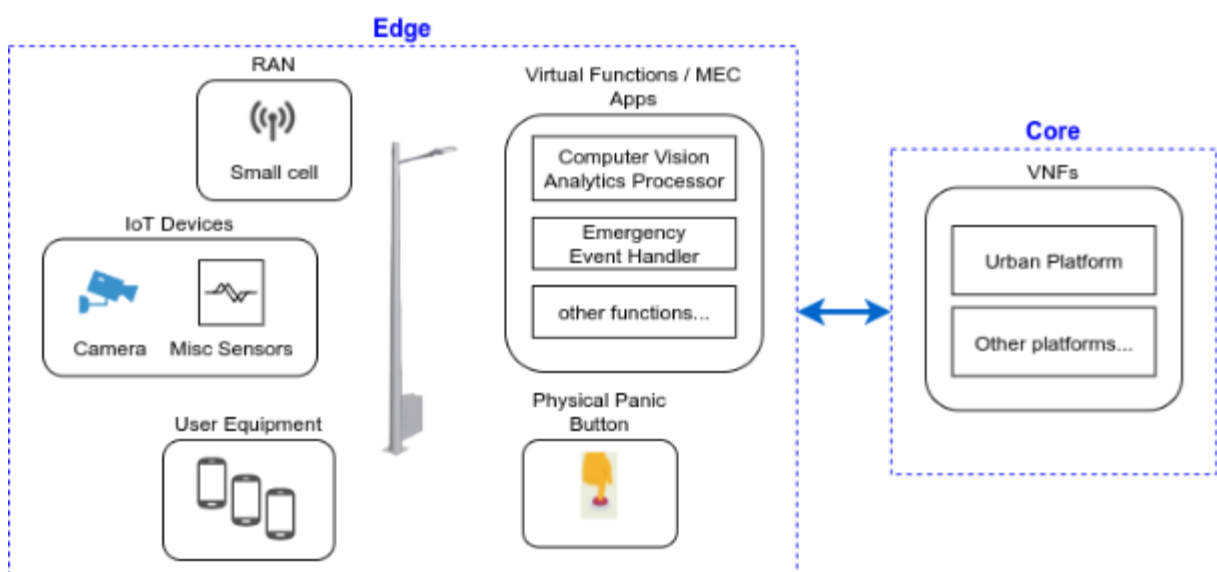 Edge
RAN
Small cell
IoT Devices
Camera
Misc Sensors
User Equipment
Virtual Functions / MEC
Apps
Computer Vision
Analytics Processor
Emergency
Event Handler
other functions...
Physical Panic
Button
Core
VNFs
Urban Platform
Other platforms...